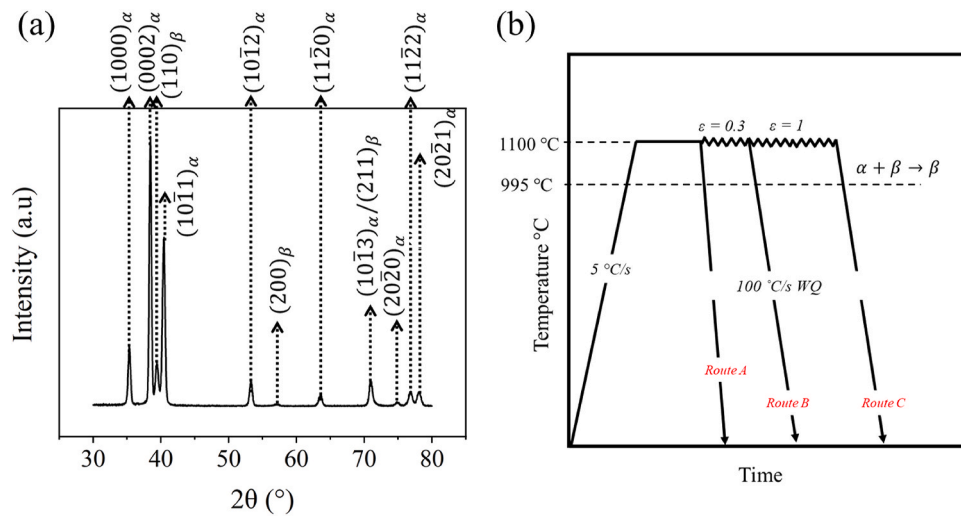 (a)
(1000)α
(0002)α
(110)β
(101̄1)α
(101̄2)α
(200)β
(112̄0)α
(101̄3)α/(211)β
(202̄0)α
(112̄2)α
(202̄1)α
Intensity (a.u)
30 40 50 60 70 80
2θ (°)
(b)
ε = 0.3 ε = 1
1100 °C
995 °C
α + β → β
Temperature °C
5 °C/s
100 °C/s WQ
Route A
Route B
Route C
Time